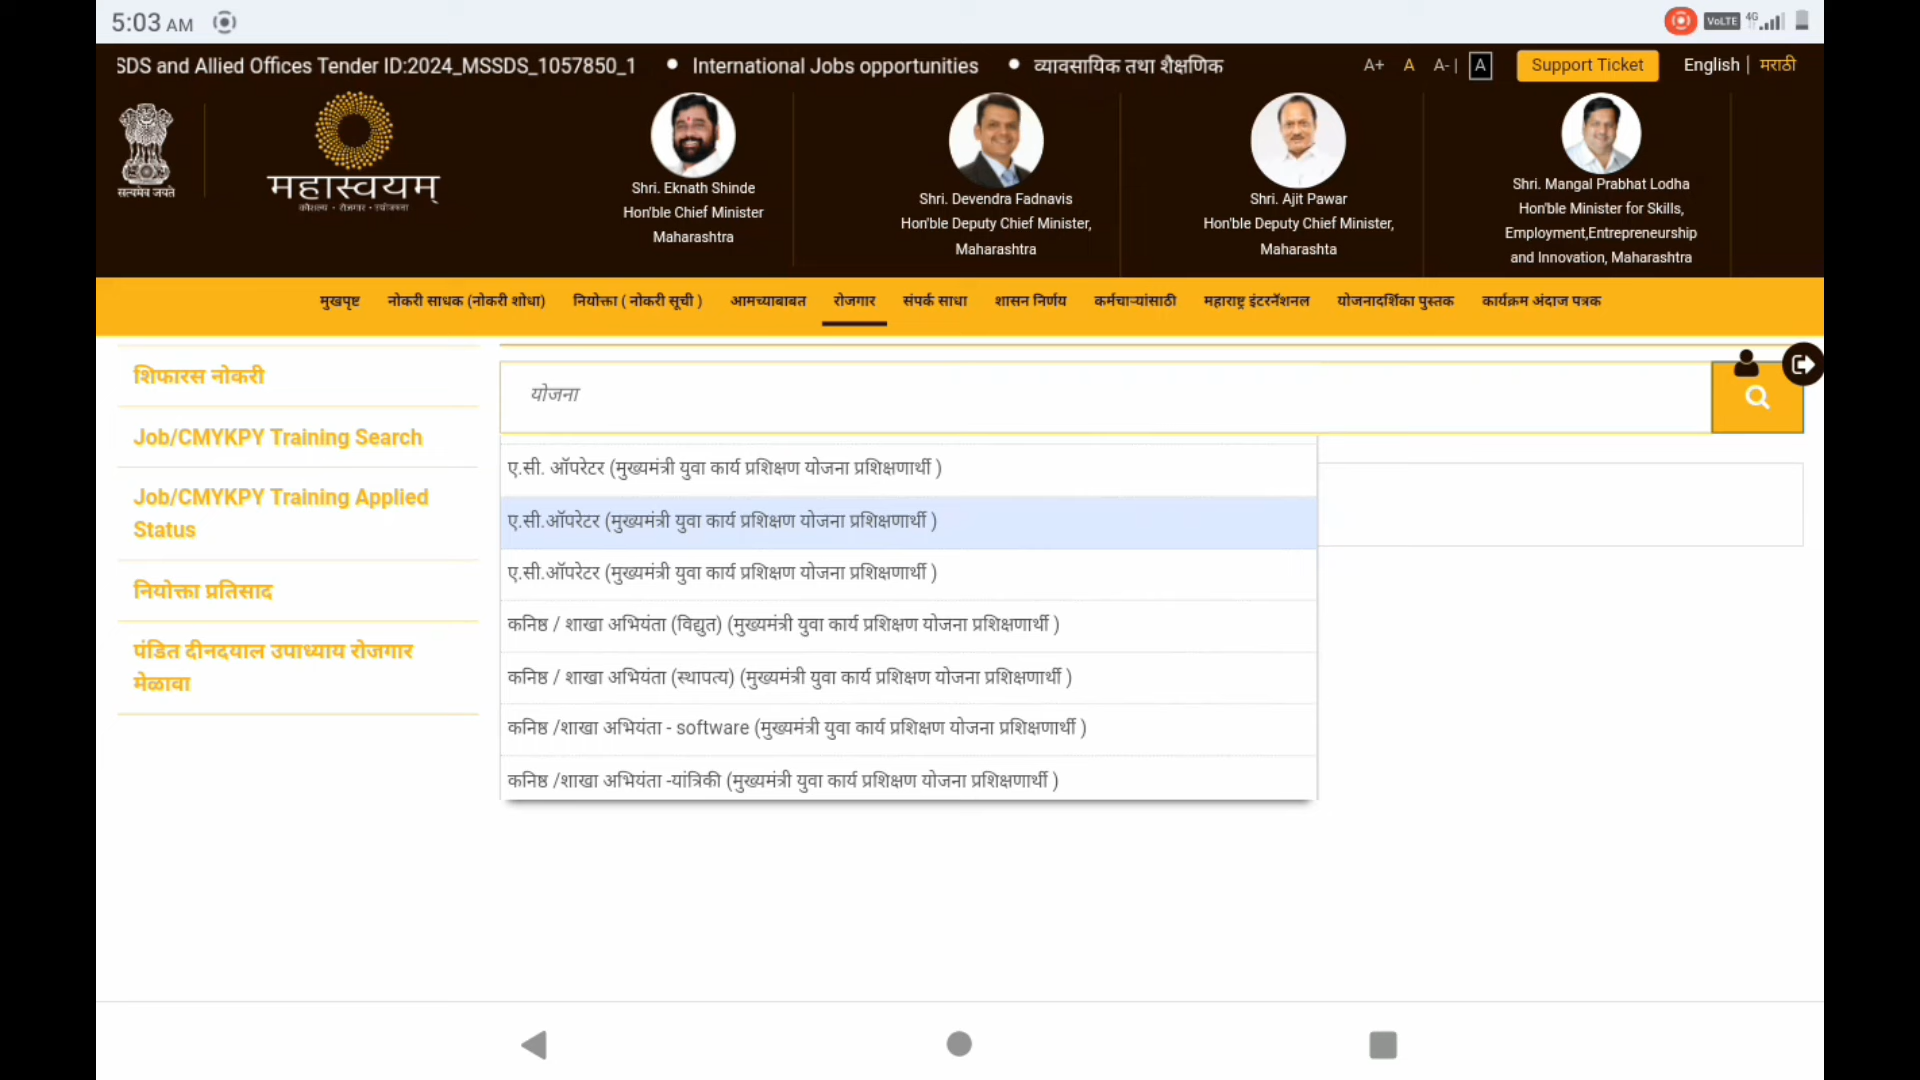 5:03 AM
VoLTE 4G
SDS and Allied Offices Tender ID:2024_MSSDS_1057850_1 • International Jobs opportunities • व्यावसायिक तथा शैक्षणिक
A+ A A- | A Support Ticket English | मराठी
सत्यमेव जयते
महास्वयम्
कौशल्य - रोजगार - उद्योजकता
Shri. Eknath Shinde
Hon'ble Chief Minister
Maharashtra
Shri. Devendra Fadnavis
Hon'ble Deputy Chief Minister,
Maharashtra
Shri. Ajit Pawar
Hon'ble Deputy Chief Minister,
Maharashta
Shri. Mangal Prabhat Lodha
Hon'ble Minister for Skills,
Employment,Entrepreneurship
and Innovation, Maharashtra
मुखपृष्ट नोकरी साधक (नोकरी शोधा) नियोक्ता ( नोकरी सूची ) आमच्याबाबत रोजगार संपर्क साधा शासन निर्णय कर्मचाऱ्यांसाठी महाराष्ट्र इंटरनॅशनल योजनादर्शिका पुस्तक कार्यक्रम अंदाज पत्रक
शिफारस नोकरी
Job/CMYKPY Training Search
Job/CMYKPY Training Applied
Status
नियोक्ता प्रतिसाद
पंडित दीनदयाल उपाध्याय रोजगार
मेळावा
योजना
ए.सी. ऑपरेटर (मुख्यमंत्री युवा कार्य प्रशिक्षण योजना प्रशिक्षणार्थी )
ए.सी.ऑपरेटर (मुख्यमंत्री युवा कार्य प्रशिक्षण योजना प्रशिक्षणार्थी )
ए.सी.ऑपरेटर (मुख्यमंत्री युवा कार्य प्रशिक्षण योजना प्रशिक्षणार्थी )
कनिष्ठ / शाखा अभियंता (विद्युत) (मुख्यमंत्री युवा कार्य प्रशिक्षण योजना प्रशिक्षणार्थी )
कनिष्ठ / शाखा अभियंता (स्थापत्य) (मुख्यमंत्री युवा कार्य प्रशिक्षण योजना प्रशिक्षणार्थी )
कनिष्ठ /शाखा अभियंता - software (मुख्यमंत्री युवा कार्य प्रशिक्षण योजना प्रशिक्षणार्थी )
कनिष्ठ /शाखा अभियंता -यांत्रिकी (मुख्यमंत्री युवा कार्य प्रशिक्षण योजना प्रशिक्षणार्थी )